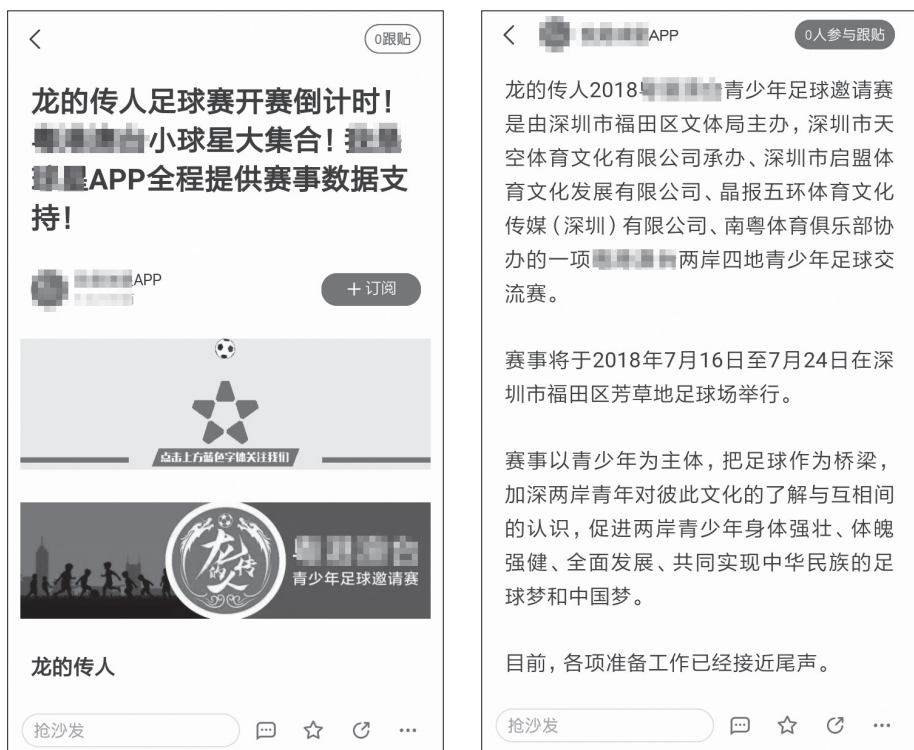 0跟贴
龙的传人足球赛开赛倒计时！
小球星大集合！
APP全程提供赛事数据支
持！
APP
＋订阅
点击上方蓝色字体关注我们
龙的传人
青少年足球邀请赛
龙的传人
抢沙发
APP
0人参与跟贴
龙的传人2018青少年足球邀请赛
是由深圳市福田区文体局主办，深圳市天
空体育文化有限公司承办、深圳市启盟体
育文化发展有限公司、晶报五环体育文化
传媒（深圳）有限公司、南粤体育俱乐部协
办的一项两岸四地青少年足球交
流赛。
赛事将于2018年7月16日至7月24日在深
圳市福田区芳草地足球场举行。
赛事以青少年为主体，把足球作为桥梁，
加深两岸青年对彼此文化的了解与互相间
的认识，促进两岸青少年身体强壮、体魄
强健、全面发展、共同实现中华民族的足
球梦和中国梦。
目前，各项准备工作已经接近尾声。
抢沙发